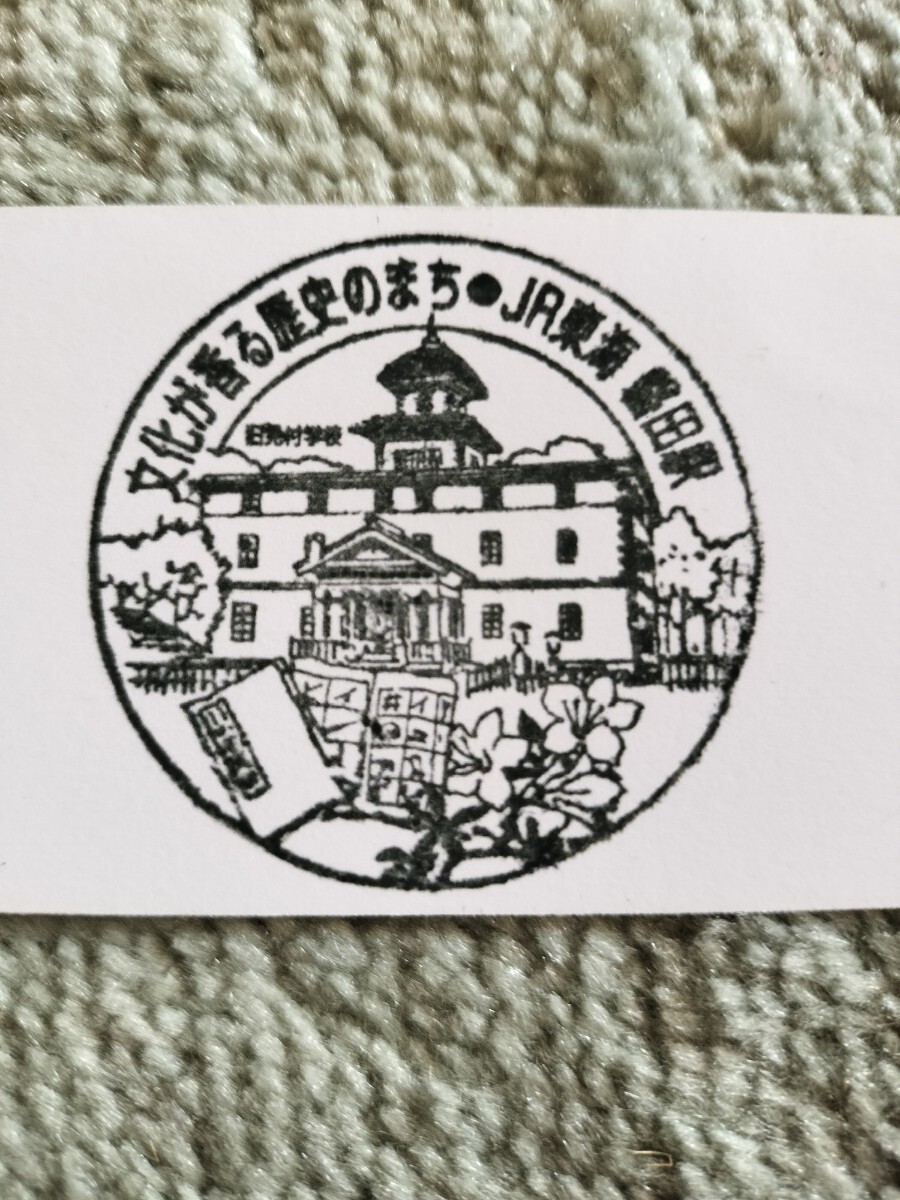 文化が香る歴史のまち●JR東海 磐田駅
旧見付学校